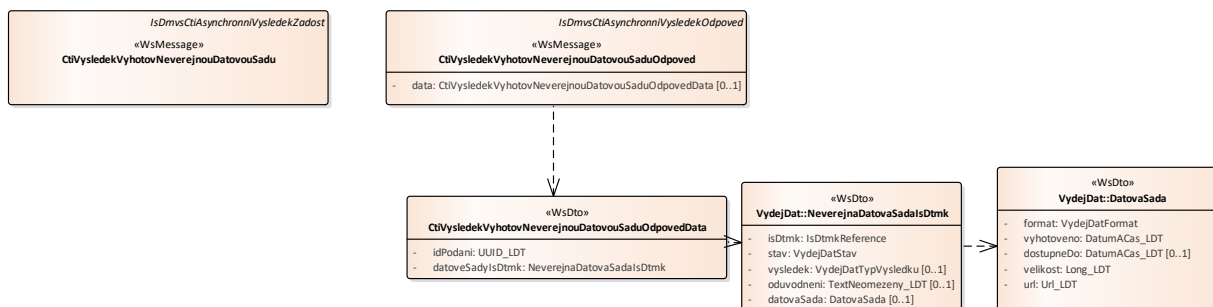 IsDmvsCtiAsynchronniVysledekZadost
«WsMessage»
CtiVysledekVyhotovNeverejnouDatovouSadu
IsDmvsCtiAsynchronniVysledekOdpoved
«WsMessage»
CtiVysledekVyhotovNeverejnouDatovouSaduOdpoved
- data: CtiVysledekVyhotovNeverejnouDatovouSaduOdpovedData [0..1]
«WsDto»
CtiVysledekVyhotovNeverejnouDatovouSaduOdpovedData
- idPodani: UUID_LDT
- datoveSadyIsDtmk: NeverejnaDatovaSadaIsDtmk
«WsDto»
VydejDat::NeverejnaDatovaSadaIsDtmk
- isDtmk: IsDtmkReference
- stav: VydejDatStav
- vysledek: VydejDatTypVysledku [0..1]
- oduvodneni: TextNeomezeny_LDT [0..1]
- datovaSada: DatovaSada [0..1]
«WsDto»
VydejDat::DatovaSada
- format: VydejDatFormat
- vyhotoveno: DatumACas_LDT
- dostupneDo: DatumACas_LDT [0..1]
- velikost: Long_LDT
- url: Url_LDT